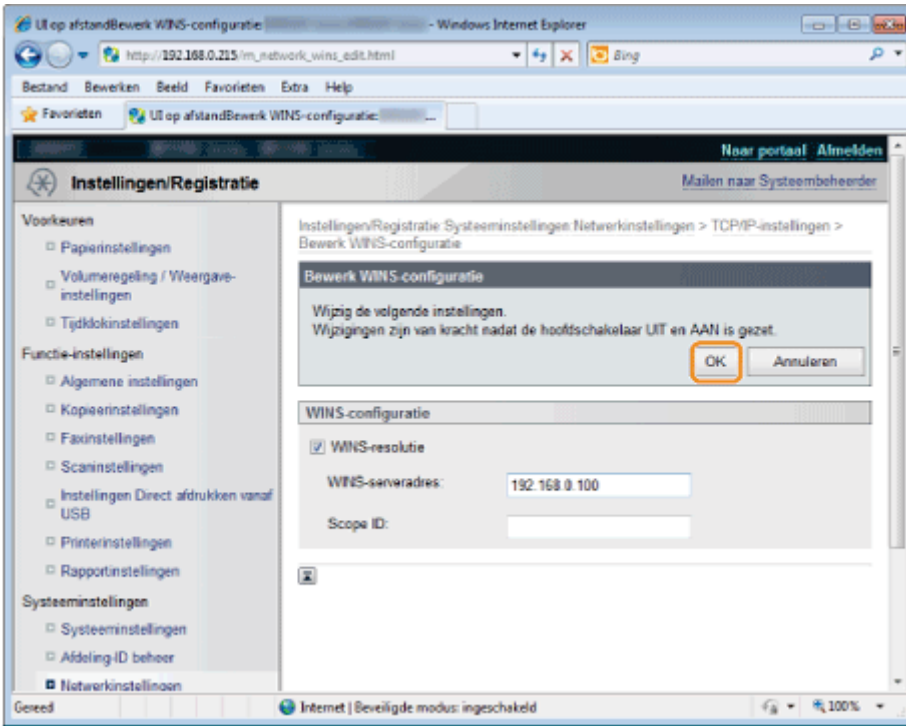 UI op afstandBewerk WINS-configuratie: - Windows Internet Explorer
http://192.168.0.215/m_network_wins_edit.html
Bing
Bestand Bewerken Beeld Favorieten Extra Help
Favorieten
UI op afstandBewerk WINS-configuratie: ...
Naar portaal Afmelden
Instellingen/Registratie
Mailen naar Systeembeheerder
Voorkeuren
Papierinstellingen
Volumeregeling / Weergave-
instellingen
Tijdklokinstellingen
Functie-instellingen
Algemene instellingen
Kopieerinstellingen
Faxinstellingen
Scaninstellingen
Instellingen Direct afdrukken vanaf
USB
Printerinstellingen
Rapportinstellingen
Systeeminstellingen
Systeeminstellingen
Afdeling-ID beheer
Netwerkinstellingen
Instellingen/Registratie:Systeeminstellingen:Netwerkinstellingen > TCP/IP-instellingen >
Bewerk WINS-configuratie
Bewerk WINS-configuratie
Wijzig de volgende instellingen.
Wijzigingen zijn van kracht nadat de hoofdschakelaar UIT en AAN is gezet.
OK Annuleren
WINS-configuratie
WINS-resolutie
WINS-serveradres: 192.168.0.100
Scope ID:
Gereed
Internet | Beveiligde modus: ingeschakeld
100%